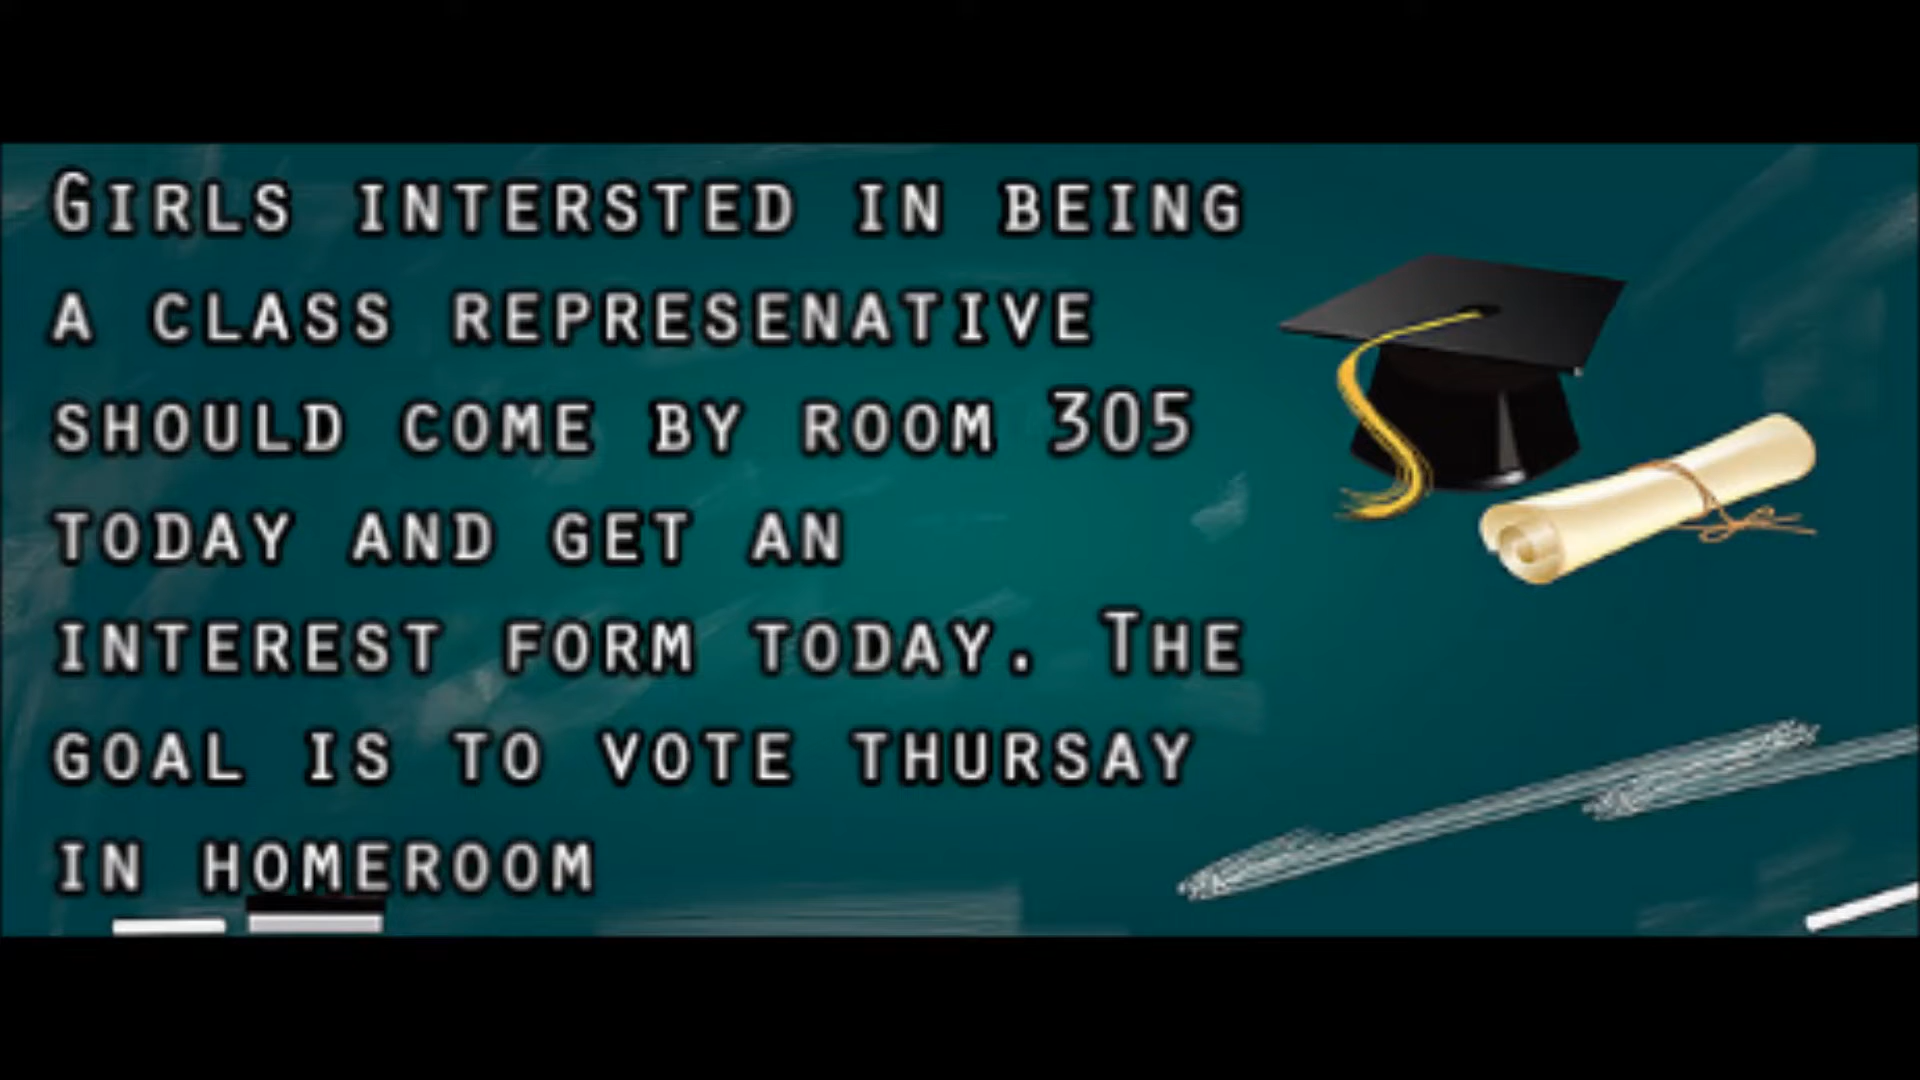 Girls intersted in being
a class represenative
should come by room 305
today and get an
interest form today. The
goal is to vote thursay
in homeroom